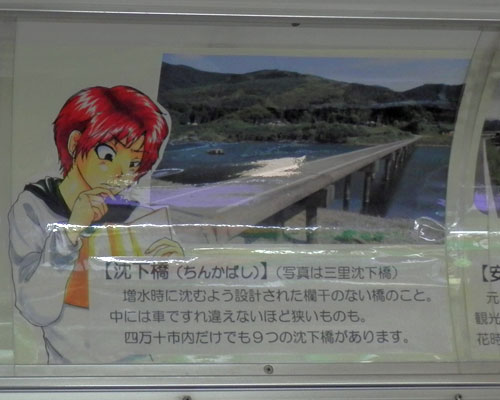 【沈下橋（ちんかばし）】（写真は三里沈下橋）
増水時に沈むよう設計された欄干のない橋のこと。
中には車ですれ違えないほど狭いものも。
四万十市内だけでも９つの沈下橋があります。
【安
元
観光
花時